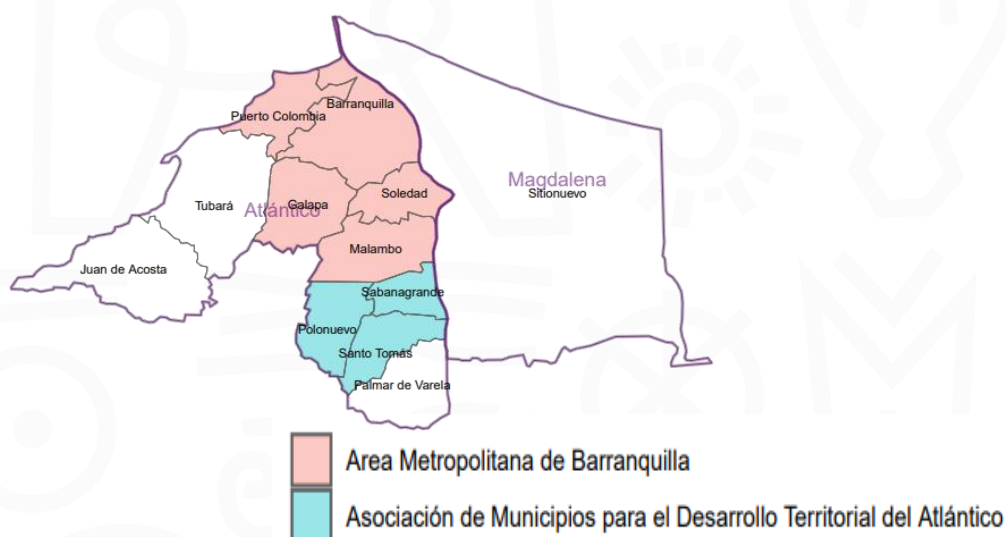 Barranquilla
Puerto Colombia
Magdalena
Sitionuevo
Soledad
Tubará
Galapa
Atlántico
Malambo
Juan de Acosta
Sabanagrande
Polonuevo
Santo Tomás
Palmar de Varela
Area Metropolitana de Barranquilla
Asociación de Municipios para el Desarrollo Territorial del Atlántico